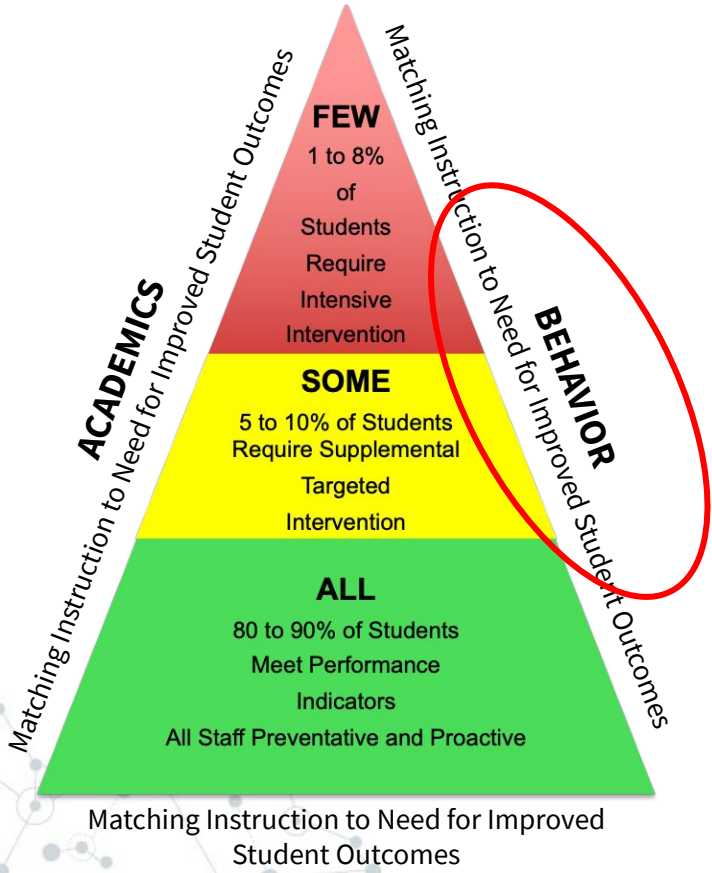 ACADEMICS
Matching Instruction to Need for Improved Student Outcomes
FEW
1 to 8%
of
Students
Require
Intensive
Intervention
SOME
5 to 10% of Students
Require Supplemental
Targeted
Intervention
ALL
80 to 90% of Students
Meet Performance
Indicators
All Staff Preventative and Proactive
BEHAVIOR
Matching Instruction to Need for Improved Student Outcomes
Matching Instruction to Need for Improved
Student Outcomes